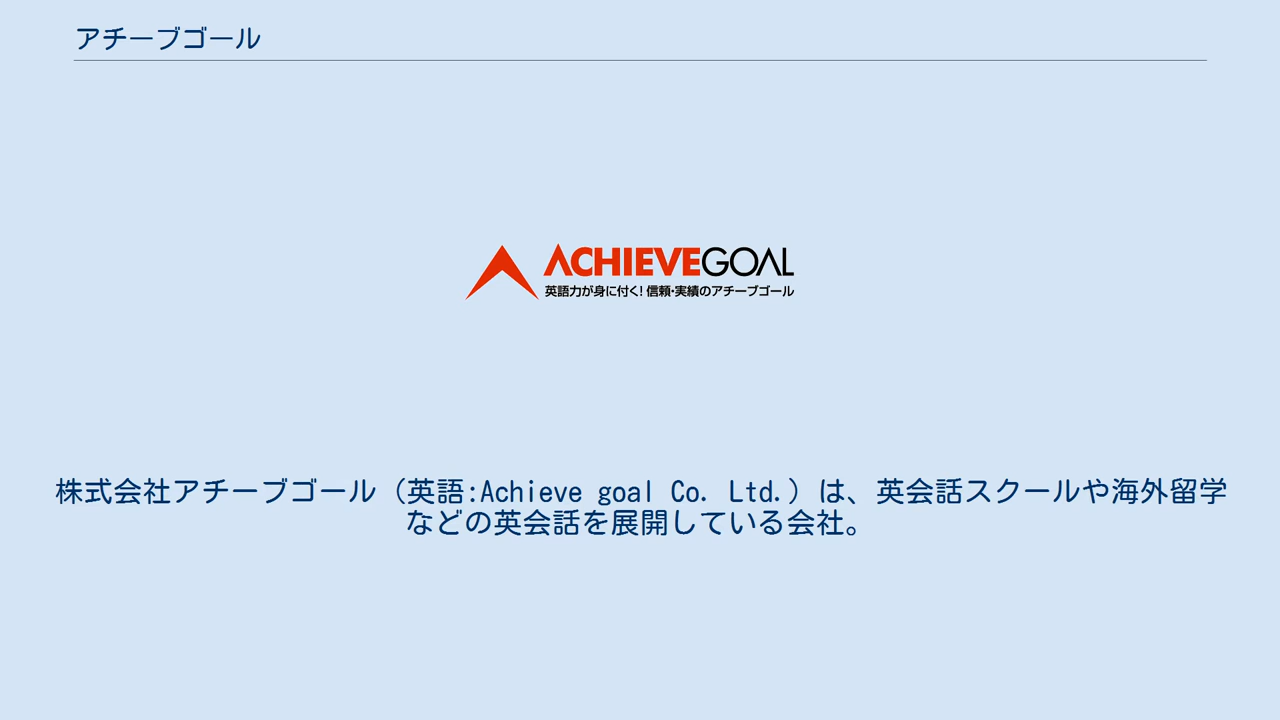 アチーブゴール
ACHIEVEGOAL
英語力が身に付く!信頼・実績のアチーブゴール
株式会社アチーブゴール（英語:Achieve goal Co. Ltd.）は、英会話スクールや海外留学
などの英会話を展開している会社。